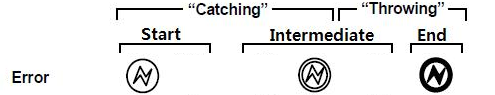 “Catching” “Throwing”
Start Intermediate End
Error